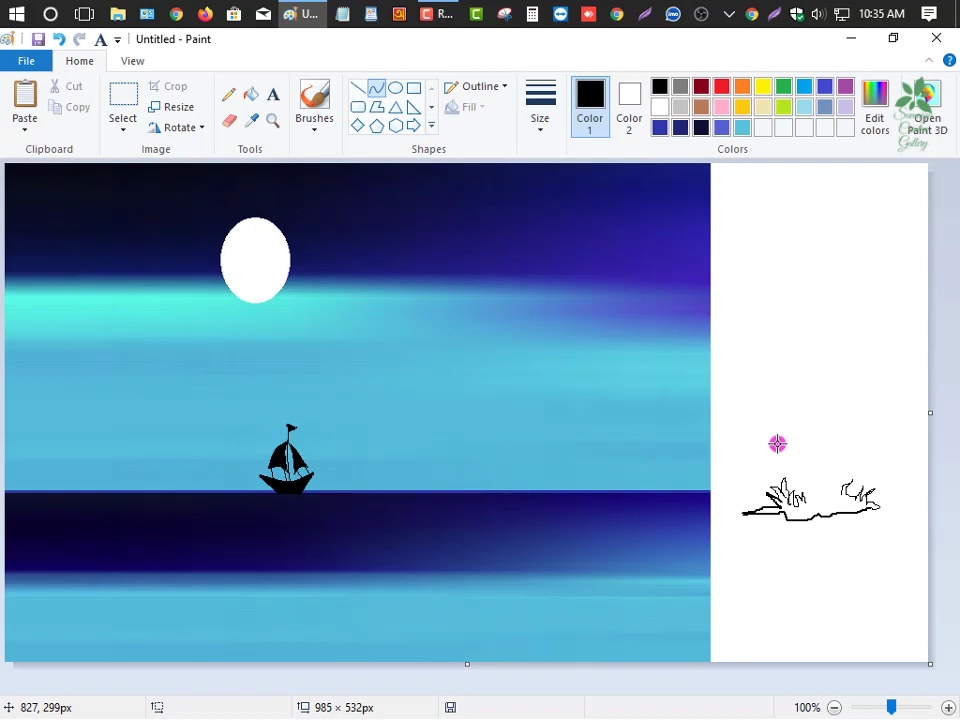 U...
R...
10:35 AM
Untitled - Paint
File
Home
View
Paste
Cut
Copy
Clipboard
Select
Crop
Resize
Rotate
Image
Tools
Brushes
Outline
Fill
Shapes
Size
Color 1
Color 2
Colors
Edit colors
Open Paint 3D
827, 299px
985 × 532px
100%